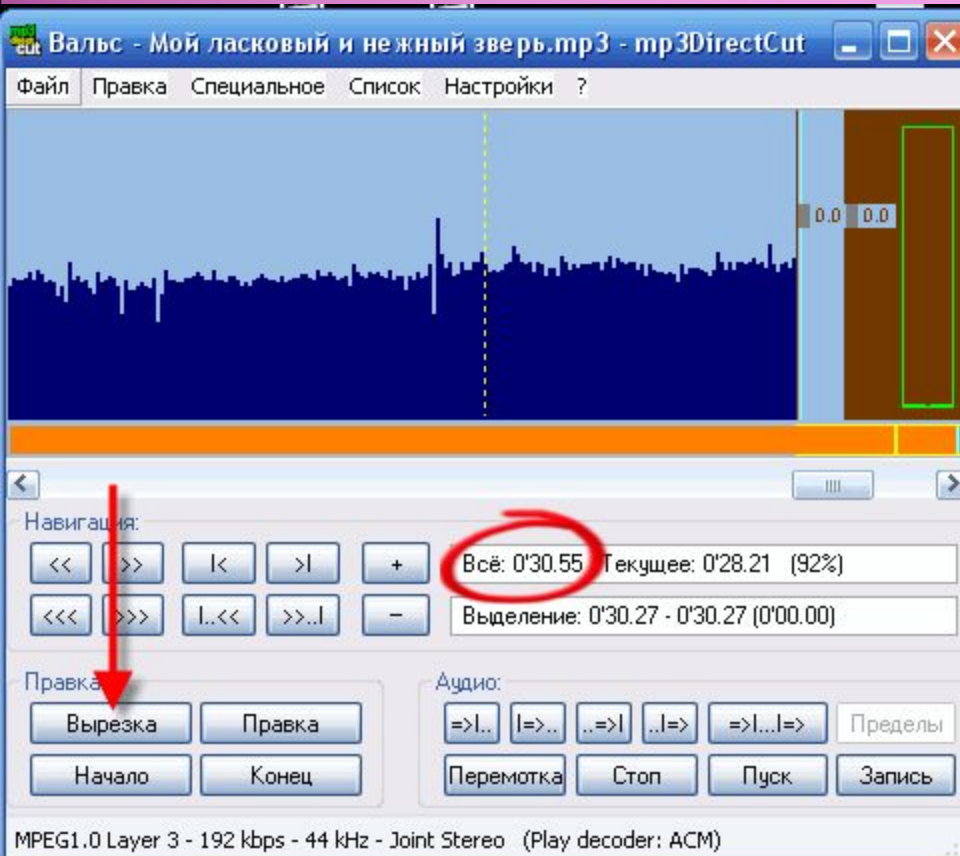 Вальс - Мой ласковый и нежный зверь.mp3 - mp3DirectCut
Файл Правка Специальное Список Настройки ?
0.0 0.0
Навигация:
<< >> |< >| + Всё: 0'30.55 Текущее: 0'28.21 (92%)
<<< >>> |..<< >>..| − Выделение: 0'30.27 - 0'30.27 (0'00.00)
Правка Аудио:
Вырезка Правка =>|.. |=>.. ..=>| ..|=> =>|...|=> Пределы
Начало Конец Перемотка Стоп Пуск Запись
MPEG1.0 Layer 3 - 192 kbps - 44 kHz - Joint Stereo (Play decoder: ACM)